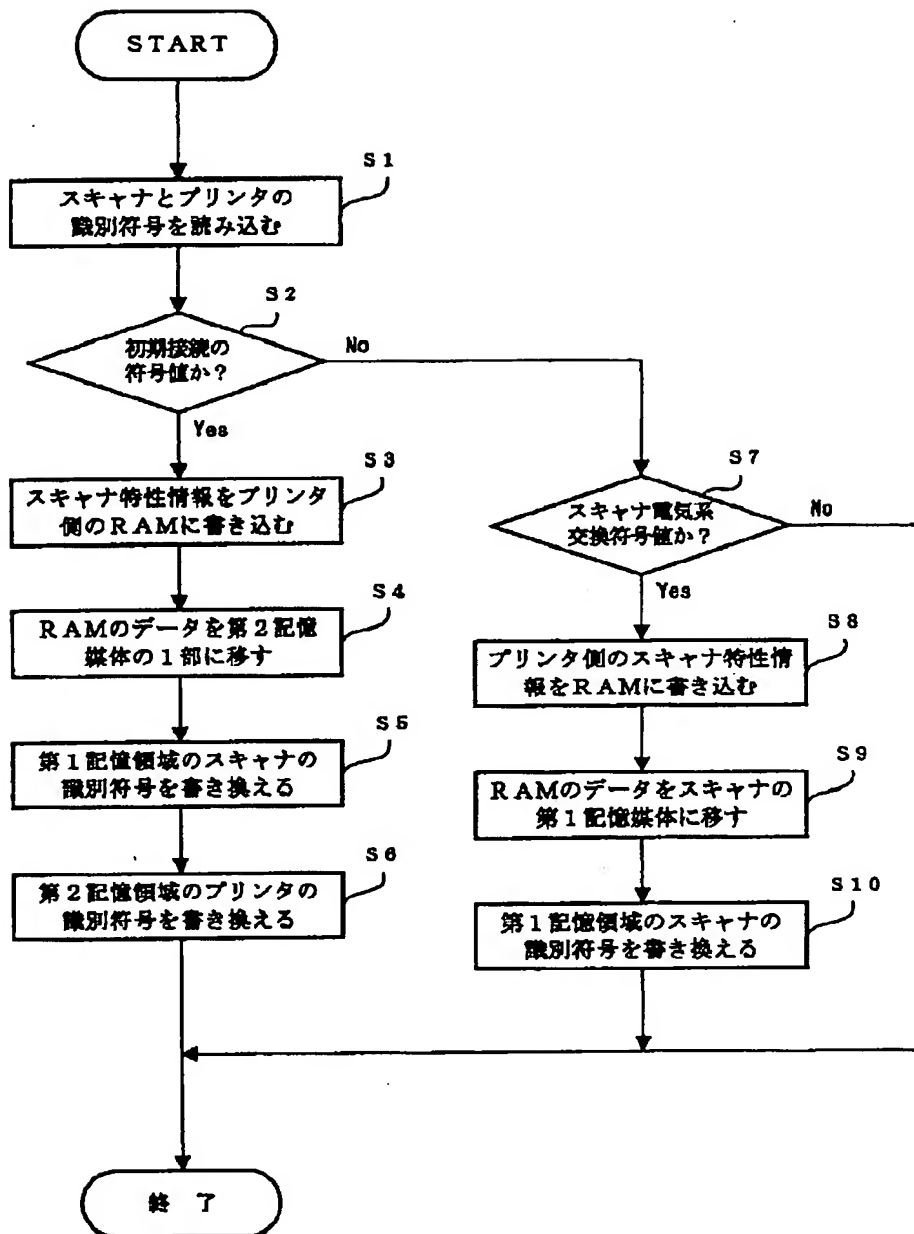 START
S1
スキャナとプリンタの
識別符号を読み込む
S2
初期接続の
符号値か?
No
Yes
S3
スキャナ特性情報をプリンタ
側のRAMに書き込む
S4
RAMのデータを第2記憶
媒体の1部に移す
S5
第1記憶領域のスキャナの
識別符号を書き換える
S6
第2記憶領域のプリンタの
識別符号を書き換える
S7
スキャナ電気系
交換符号値か?
No
Yes
S8
プリンタ側のスキャナ特性情
報をRAMに書き込む
S9
RAMのデータをスキャナの
第1記憶媒体に移す
S10
第1記憶領域のスキャナの
識別符号を書き換える
終 了